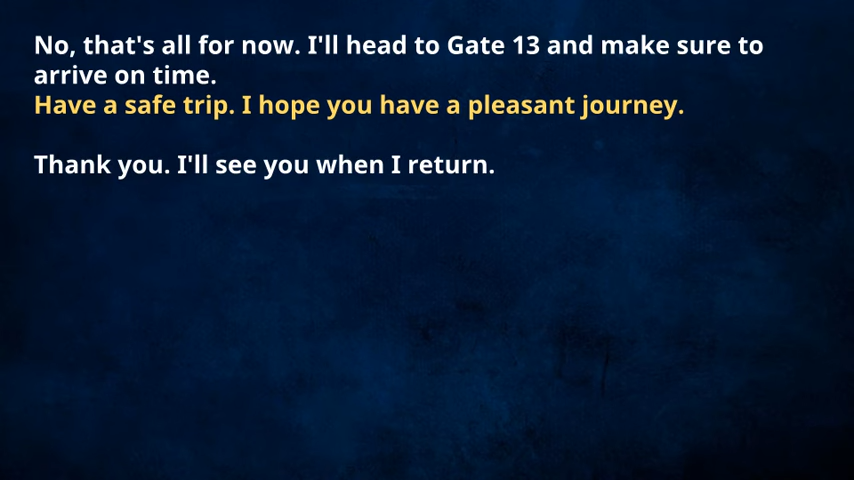 No, that's all for now. I'll head to Gate 13 and make sure to
arrive on time.
Have a safe trip. I hope you have a pleasant journey.
Thank you. I'll see you when I return.